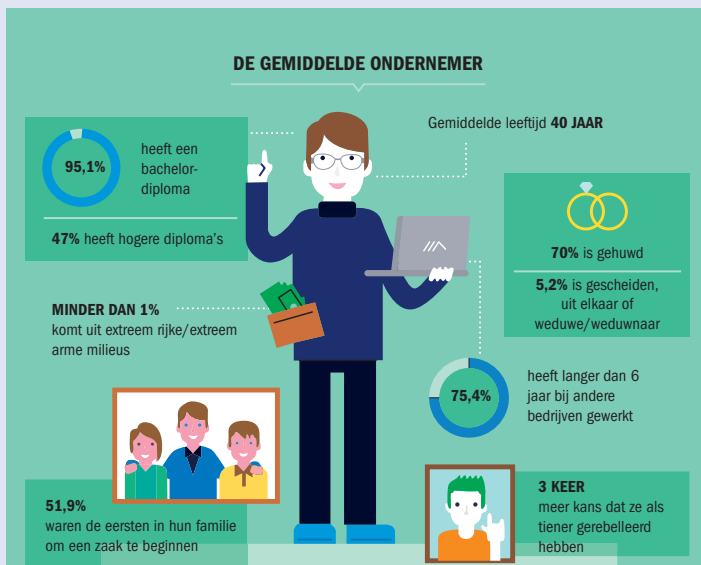 DE GEMIDDELDE ONDERNEMER
95,1%
heeft een
bachelor-
diploma
47% heeft hogere diploma's
Gemiddelde leeftijd 40 JAAR
70% is gehuwd
5,2% is gescheiden,
uit elkaar of
weduwe/weduwnaar
MINDER DAN 1%
komt uit extreem rijke/extreem
arme milieus
75,4%
heeft langer dan 6
jaar bij andere
bedrijven gewerkt
51,9%
waren de eersten in hun familie
om een zaak te beginnen
3 KEER
meer kans dat ze als
tiener gerebelleerd
hebben